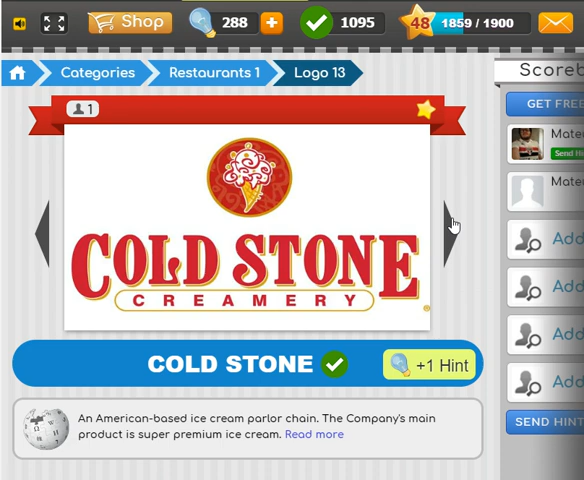 Shop
288
1095
48
1859 / 1900
Categories
Restaurants 1
Logo 13
Scoreb
1
GET FREE
Mate
Send Hi
Mate
COLD STONE
CREAMERY
Add
Add
Add
Add
COLD STONE
+1 Hint
An American-based ice cream parlor chain. The Company's main
product is super premium ice cream. Read more
SEND HINT